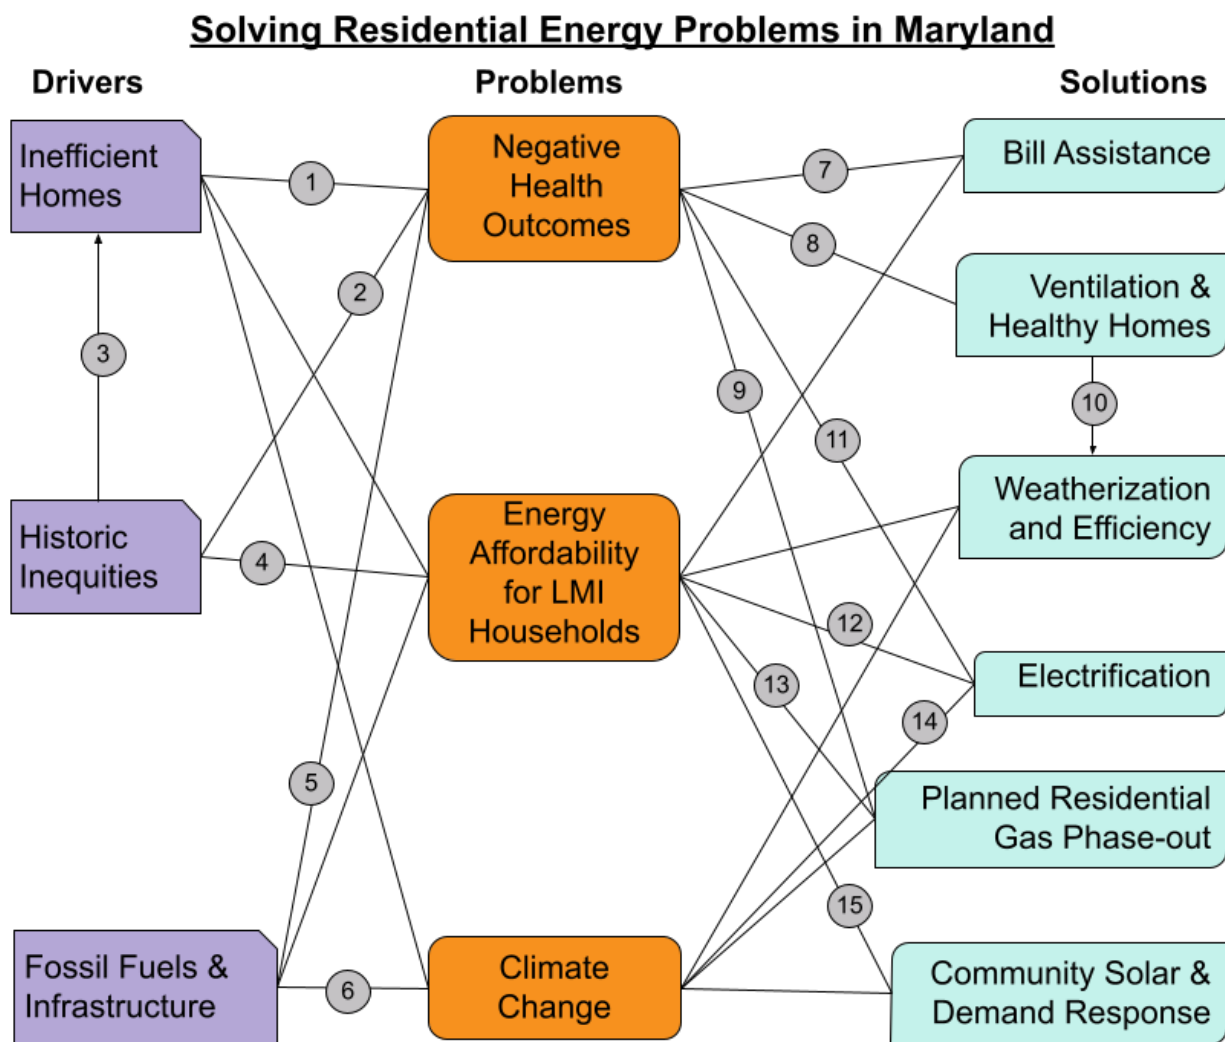 Solving Residential Energy Problems in Maryland
Drivers
Problems
Solutions
Inefficient
Homes
Historic
Inequities
Fossil Fuels &
Infrastructure
1
2
3
4
5
6
Negative
Health
Outcomes
Energy
Affordability
for LMI
Households
Climate
Change
7
8
9
10
11
12
13
14
15
Bill Assistance
Ventilation &
Healthy Homes
Weatherization
and Efficiency
Electrification
Planned Residential
Gas Phase-out
Community Solar &
Demand Response